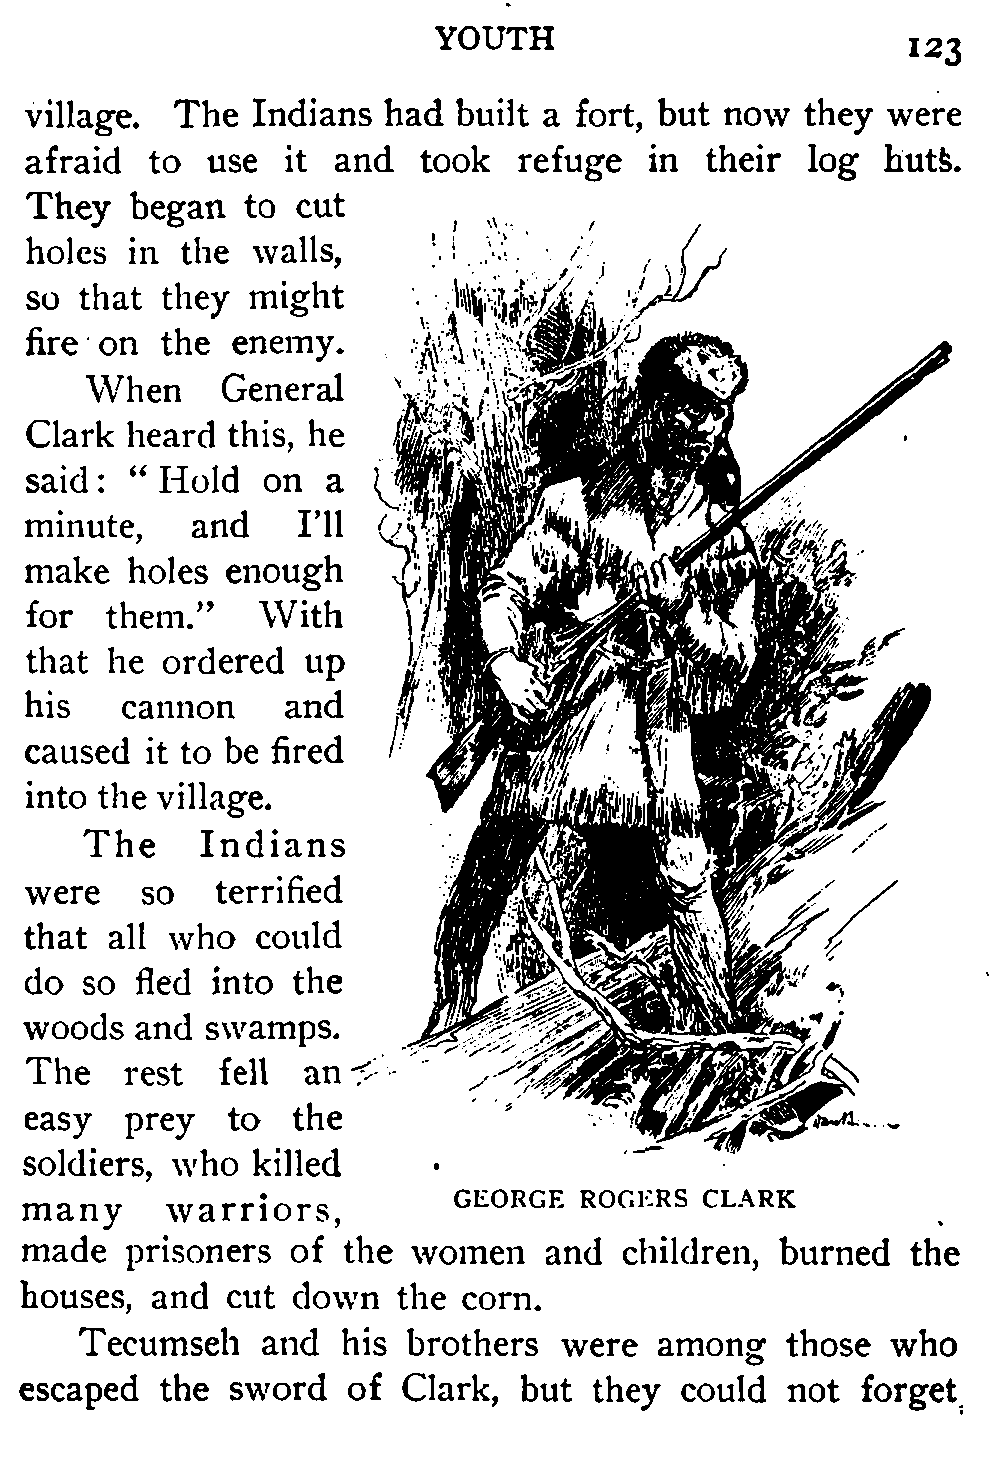 YOUTH 123
village. The Indians had built a fort, but now they were
afraid to use it and took refuge in their log huts.
They began to cut
holes in the walls,
so that they might
fire on the enemy.
When General
Clark heard this, he
said: “Hold on a
minute, and I’ll
make holes enough
for them.” With
that he ordered up
his cannon and
caused it to be fired
into the village.
The Indians
were so terrified
that all who could
do so fled into the
woods and swamps.
The rest fell an
easy prey to the
soldiers, who killed
many warriors,
GEORGE ROGERS CLARK
made prisoners of the women and children, burned the
houses, and cut down the corn.
Tecumseh and his brothers were among those who
escaped the sword of Clark, but they could not forget